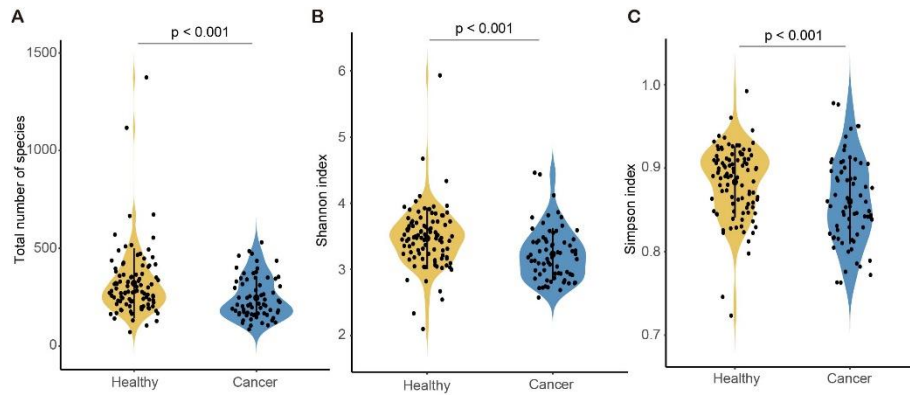 A
p < 0.001
Total number of species
1500
1000
500
0
Healthy
Cancer
B
p < 0.001
Shannon index
6
5
4
3
2
Healthy
Cancer
C
p < 0.001
Simpson index
1.0
0.9
0.8
0.7
Healthy
Cancer